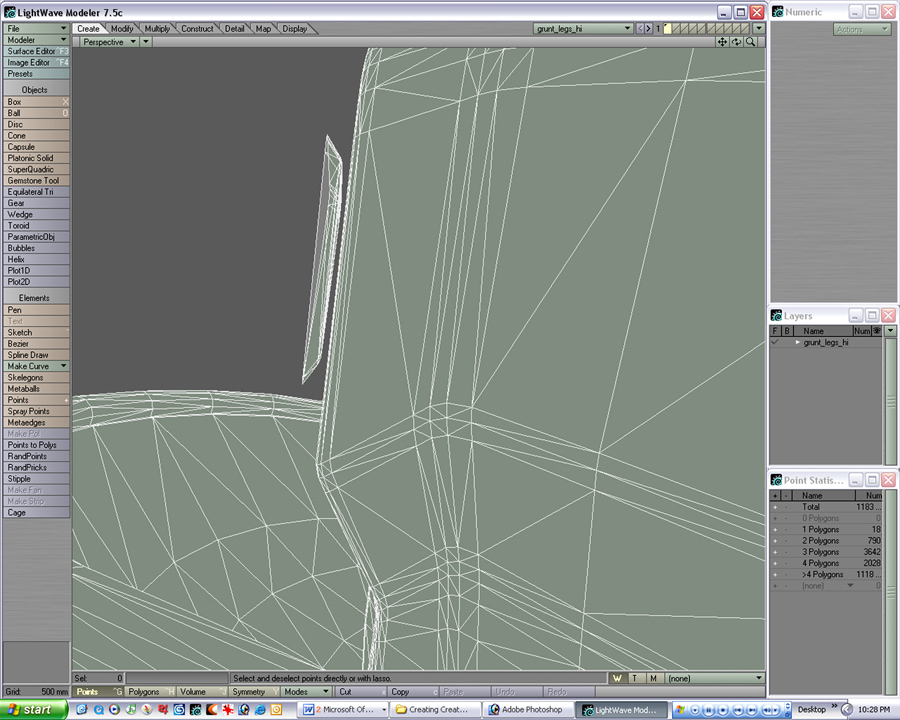 LightWave Modeler 7.5c
File
Modeler
Surface Editor F3
Image Editor ^F4
Presets
Objects
Box X
Ball O
Disc
Cone
Capsule
Platonic Solid
SuperQuadric
Gemstone Tool
Equilateral Tri
Gear
Wedge
Toroid
ParametricObj
Bubbles
Helix
Plot1D
Plot2D
Elements
Pen
Text
Sketch
Bezier
Spline Draw
Make Curve
Skelegons
Metaballs
Points +
Spray Points
Metaedges
Make Pol
Points to Polys
RandPoints
RandPricks
Stipple
Make Fan
Make Strip
Cage
Grid: 500 mm
Create Modify Multiply Construct Detail Map Display
grunt_legs_hi 1
Perspective
Numeric
Actions
Layers
F B Name Num
grunt_legs_hi
Point Statis...
+ - Name Num
+ Total 1183...
+ 0 Polygons 0
+ 1 Polygons 18
+ 2 Polygons 790
+ 3 Polygons 3642
+ 4 Polygons 2028
+ >4 Polygons 1118...
+ (none) 0
Sel: 0 Select and deselect points directly or with lasso. W T M (none)
Points ^G Polygons ^H Volume Symmetry Modes Cut Copy Paste Undo Redo
start 2 Microsoft Of... Creating Creat... Adobe Photoshop LightWave Mod... Desktop » 10:28 PM